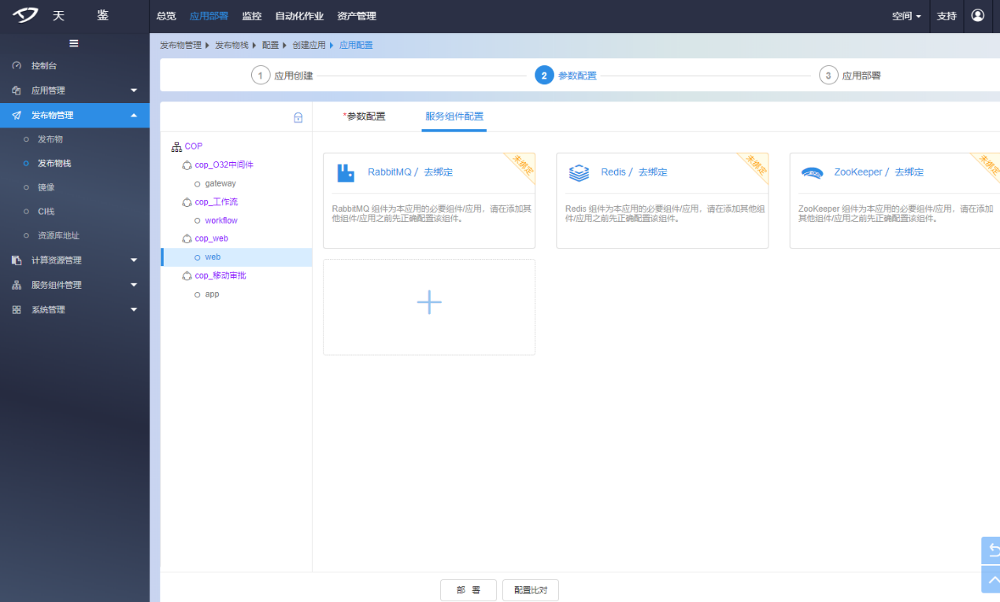 天 鉴
总览 应用部署 监控 自动化作业 资产管理 空间 支持
控制台
应用管理
发布物管理
发布物
发布物栈
镜像
CI栈
资源库地址
计算资源管理
服务组件管理
系统管理
发布物管理 发布物栈 配置 创建应用 应用配置
1 应用创建 2 参数配置 3 应用部署
COP
cop_O32中间件
gateway
cop_工作流
workflow
cop_web
web
cop_移动审批
app
*参数配置 服务组件配置
RabbitMQ / 去绑定
未绑定
RabbitMQ 组件为本应用的必要组件/应用，请在添加其
他组件/应用之前先正确配置该组件。
Redis / 去绑定
未绑定
Redis 组件为本应用的必要组件/应用，请在添加其他组
件/应用之前先正确配置该组件。
ZooKeeper / 去绑定
未绑定
ZooKeeper 组件为本应用的必要组件/应用，请在添加
其他组件/应用之前先正确配置该组件。
部 署 配置比对